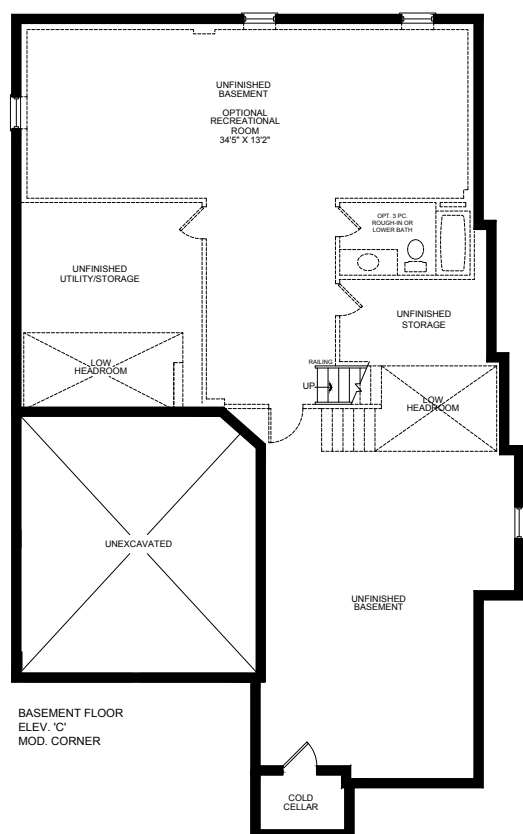 UNFINISHED
BASEMENT
OPTIONAL
RECREATIONAL
ROOM
34'5" X 13'2"
OPT. 3 PC.
ROUGH-IN OR
LOWER BATH
UNFINISHED
UTILITY/STORAGE
UNFINISHED
STORAGE
LOW
HEADROOM
RAILING
UP
LOW
HEADROOM
UNEXCAVATED
UNFINISHED
BASEMENT
BASEMENT FLOOR
ELEV. 'C'
MOD. CORNER
COLD
CELLAR